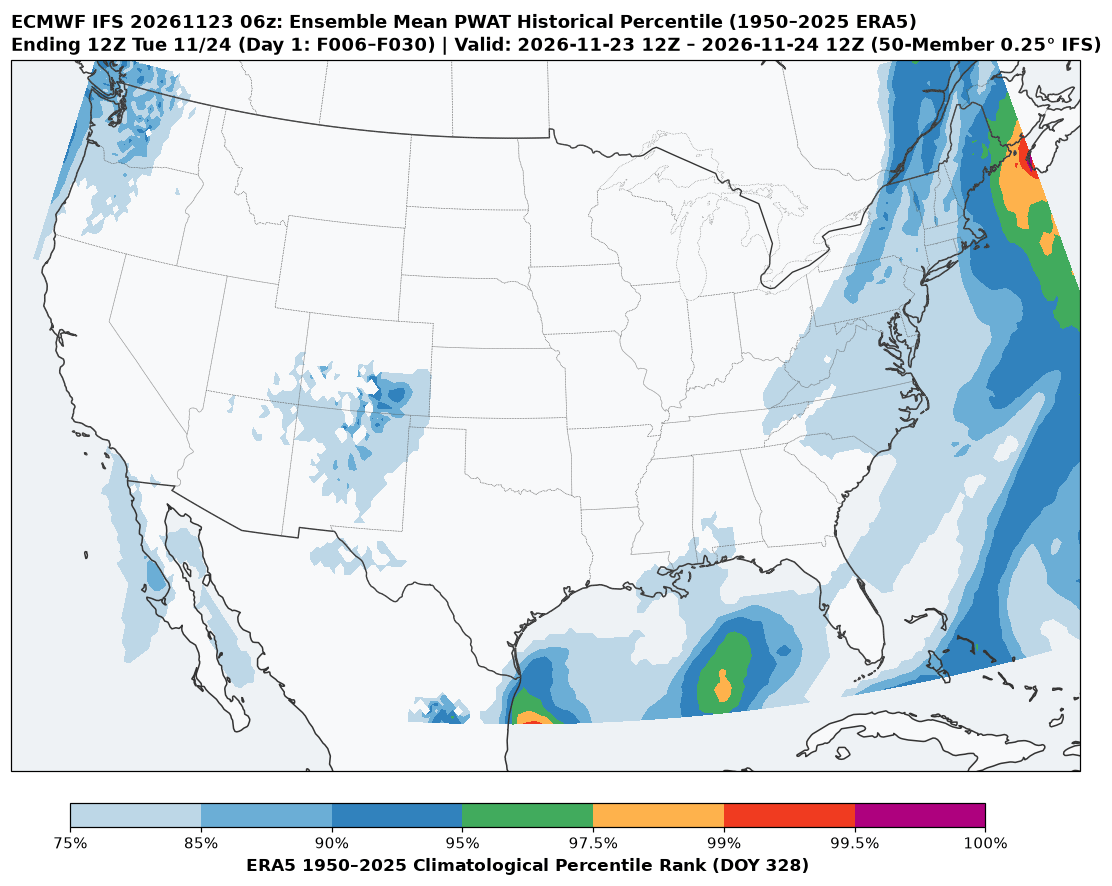 ECMWF IFS 20261123 06z: Ensemble Mean PWAT Historical Percentile (1950–2025 ERA5)
Ending 12Z Tue 11/24 (Day 1: F006–F030) | Valid: 2026-11-23 12Z – 2026-11-24 12Z (50-Member 0.25° IFS)
75% 85% 90% 95% 97.5% 99% 99.5% 100%
ERA5 1950–2025 Climatological Percentile Rank (DOY 328)